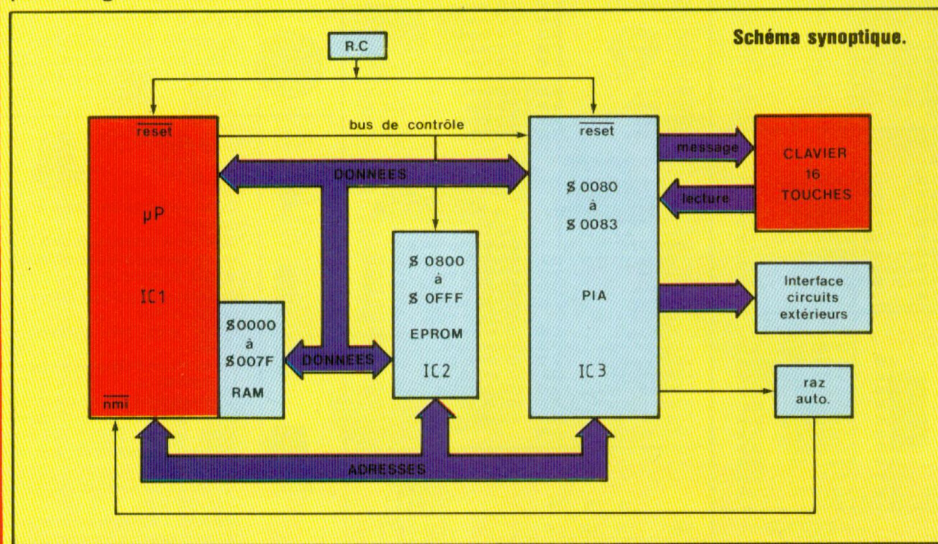 Schéma synoptique.
R.C
reset
bus de contrôle
reset
message
CLAVIER
16
TOUCHES
DONNEES
lecture
$ 0080
à
$ 0083
µP
$ 0800
à
$ 0FFF
EPROM
IC2
PIA
Interface
circuits
extérieurs
IC1
$0000
à
$007F
RAM
DONNEES
IC3
raz
auto.
nmi
ADRESSES